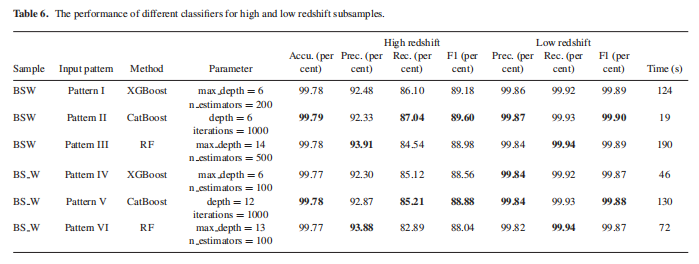 Table 6. The performance of different classifiers for high and low redshift subsamples.
High redshift Low redshift
Accu. (per Prec. (per Rec. (per F1 (per Prec. (per Rec. (per F1 (per
Sample Input pattern Method Parameter cent) cent) cent) cent) cent) cent) cent) Time (s)
BSW Pattern I XGBoost max_depth = 6 99.78 92.48 86.10 89.18 99.86 99.92 99.89 124
n_estimators = 200
BSW Pattern II CatBoost depth = 6 99.79 92.33 87.04 89.60 99.87 99.93 99.90 19
iterations = 1000
BSW Pattern III RF max_depth = 14 99.78 93.91 84.54 88.98 99.84 99.94 99.89 190
n_estimators = 500
BS_W Pattern IV XGBoost max_depth = 6 99.77 92.30 85.12 88.56 99.84 99.92 99.87 46
n_estimators = 100
BS_W Pattern V CatBoost depth = 12 99.78 92.87 85.21 88.88 99.84 99.93 99.88 130
iterations = 1000
BS_W Pattern VI RF max_depth = 13 99.77 93.88 82.89 88.04 99.82 99.94 99.87 72
n_estimators = 100